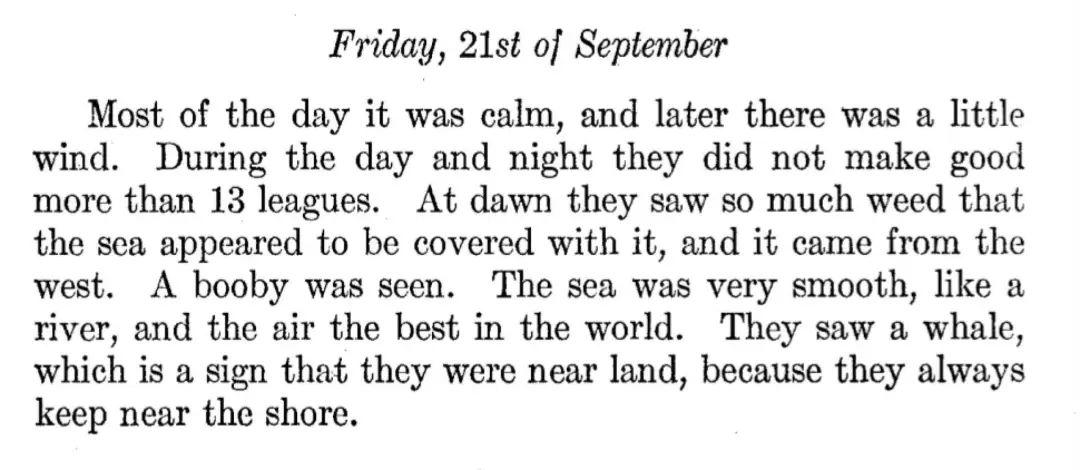 Friday, 21st of September
Most of the day it was calm, and later there was a little
wind. During the day and night they did not make good
more than 13 leagues. At dawn they saw so much weed that
the sea appeared to be covered with it, and it came from the
west. A booby was seen. The sea was very smooth, like a
river, and the air the best in the world. They saw a whale,
which is a sign that they were near land, because they always
keep near the shore.